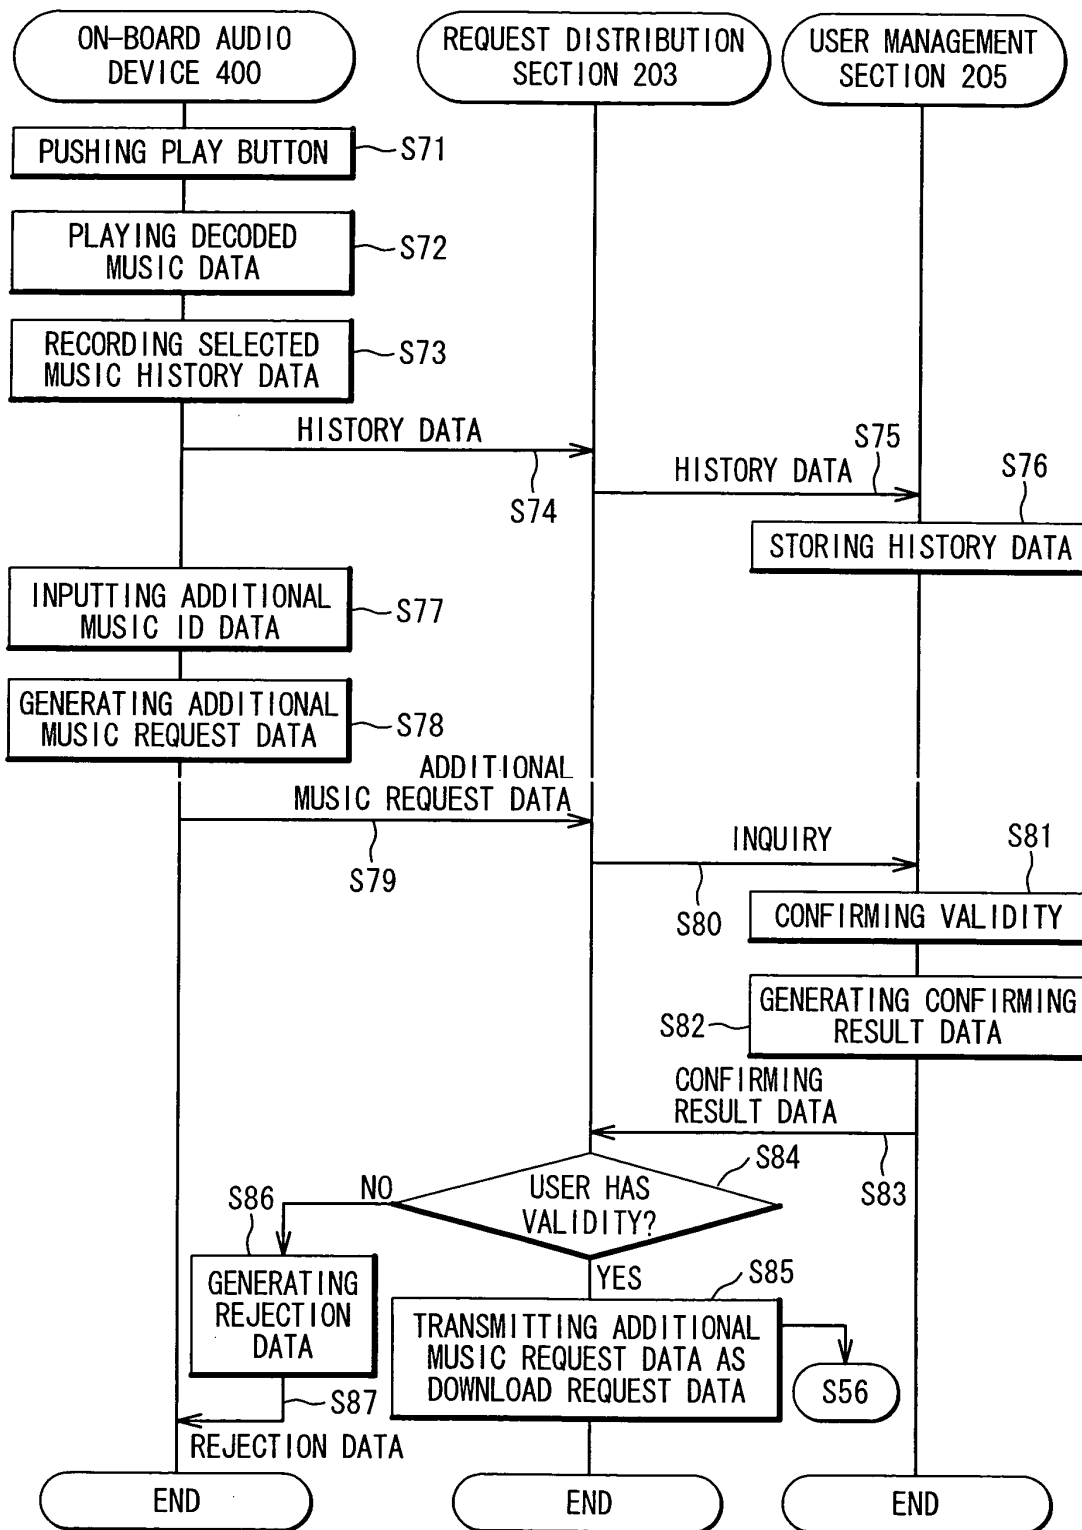 ON-BOARD AUDIO
DEVICE 400
REQUEST DISTRIBUTION
SECTION 203
USER MANAGEMENT
SECTION 205
PUSHING PLAY BUTTON
S71
PLAYING DECODED
MUSIC DATA
S72
RECORDING SELECTED
MUSIC HISTORY DATA
S73
HISTORY DATA
S74
HISTORY DATA
S75
S76
STORING HISTORY DATA
INPUTTING ADDITIONAL
MUSIC ID DATA
S77
GENERATING ADDITIONAL
MUSIC REQUEST DATA
S78
ADDITIONAL
MUSIC REQUEST DATA
S79
INQUIRY
S80
S81
CONFIRMING VALIDITY
GENERATING CONFIRMING
RESULT DATA
S82
CONFIRMING
RESULT DATA
S83
S84
USER HAS
VALIDITY?
NO
S86
GENERATING
REJECTION
DATA
YES
S85
TRANSMITTING ADDITIONAL
MUSIC REQUEST DATA AS
DOWNLOAD REQUEST DATA
S56
S87
REJECTION DATA
END
END
END